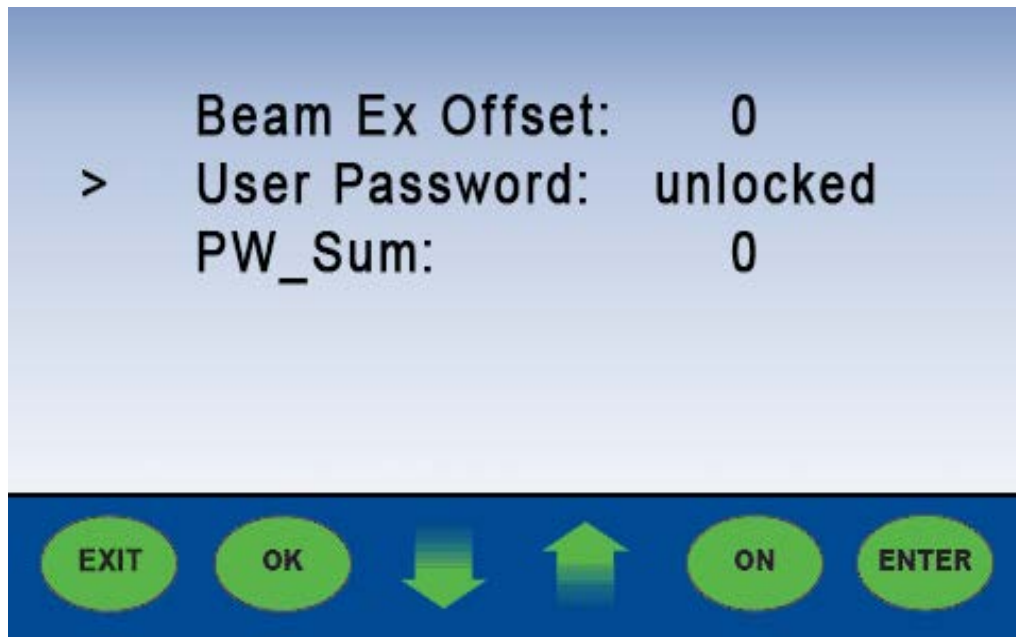 Beam Ex Offset: 0
> User Password: unlocked
PW_Sum: 0
EXIT OK ON ENTER